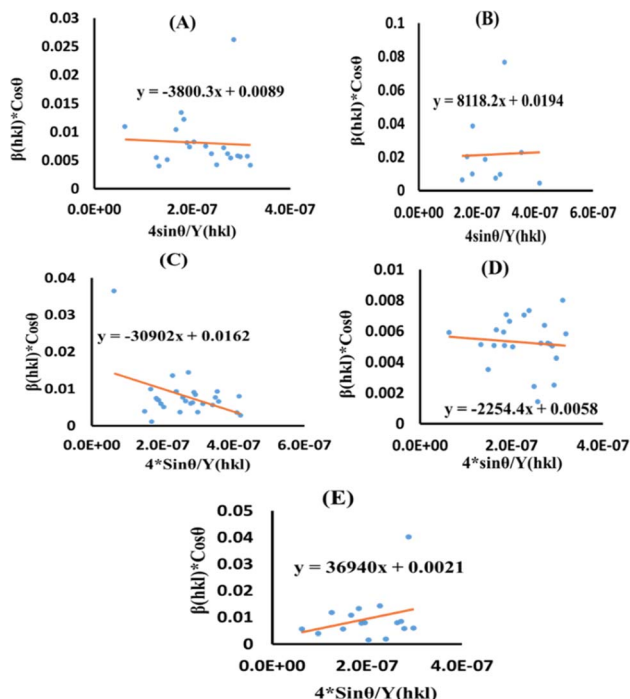 (A)
0.03
0.025
0.02
0.015
0.01
0.005
0
y = -3800.3x + 0.0089
β(hkl)*Cosθ
0.0E+00 2.0E-07 4.0E-07
4sinθ/Y(hkl)
(B)
0.1
0.08
0.06
0.04
0.02
0
y = 8118.2x + 0.0194
β(hkl)*Cosθ
0.0E+00 2.0E-07 4.0E-07 6.0E-07
4sinθ/Y(hkl)
(C)
0.04
0.03
0.02
0.01
0
y = -30902x + 0.0162
β(hkl)*Cosθ
0.0E+00 2.0E-07 4.0E-07 6.0E-07
4*Sinθ/Y(hkl)
(D)
0.008
0.006
0.004
0.002
0
y = -2254.4x + 0.0058
β(hkl)*Cosθ
0.0E+00 2.0E-07 4.0E-07
4*sinθ/Y(hkl)
(E)
0.05
0.04
0.03
0.02
0.01
0
y = 36940x + 0.0021
β(hkl)*Cosθ
0.0E+00 2.0E-07 4.0E-07
4*Sinθ/Y(hkl)